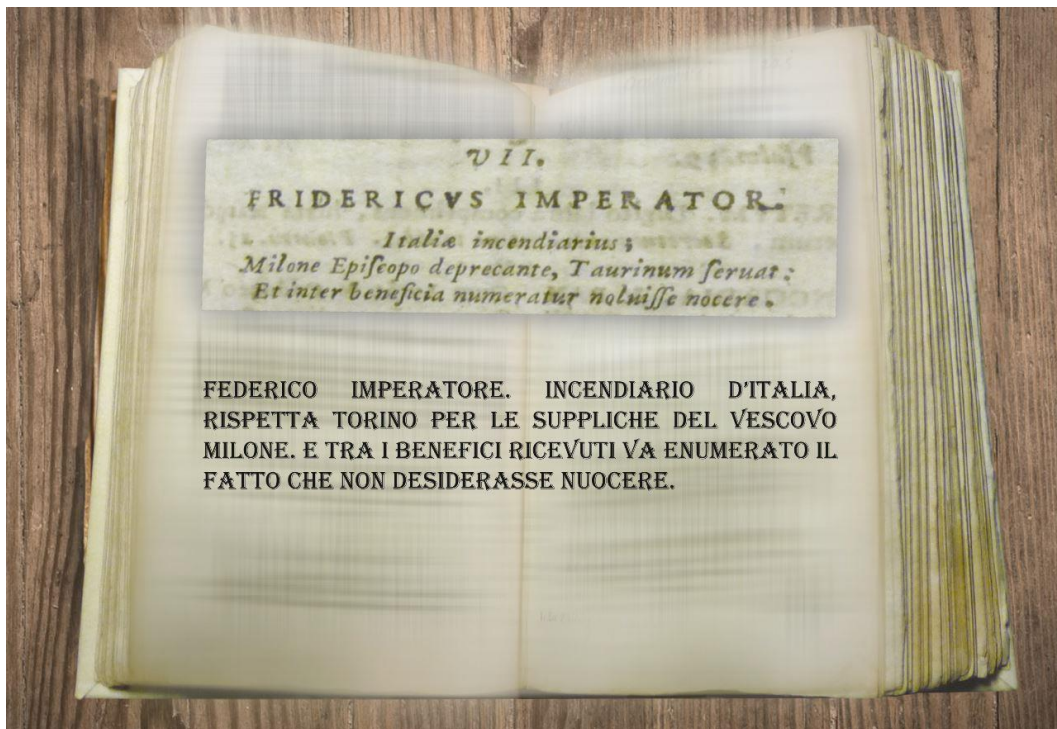 VII.
FRIDERICVS IMPERATOR.
Italiæ incendiarius;
Milone Epiſcopo deprecante, Taurinum ſeruat:
Et inter beneficia numeratur noluiſſe nocere.
FEDERICO IMPERATORE. INCENDIARIO D'ITALIA,
RISPETTA TORINO PER LE SUPPLICHE DEL VESCOVO
MILONE. E TRA I BENEFICI RICEVUTI VA ENUMERATO IL
FATTO CHE NON DESIDERASSE NUOCERE.